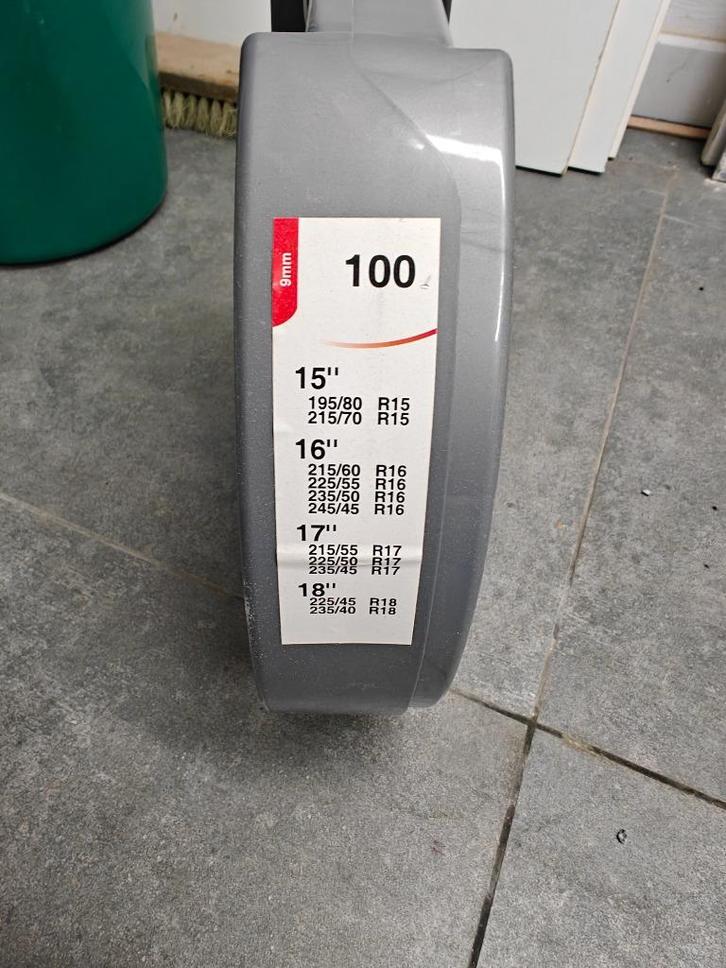 9mm
100
15"
195/80 R15
215/70 R15
16"
215/60 R16
225/55 R16
235/50 R16
245/45 R16
17"
215/55 R17
225/50 R17
235/45 R17
18"
225/45 R18
235/40 R18